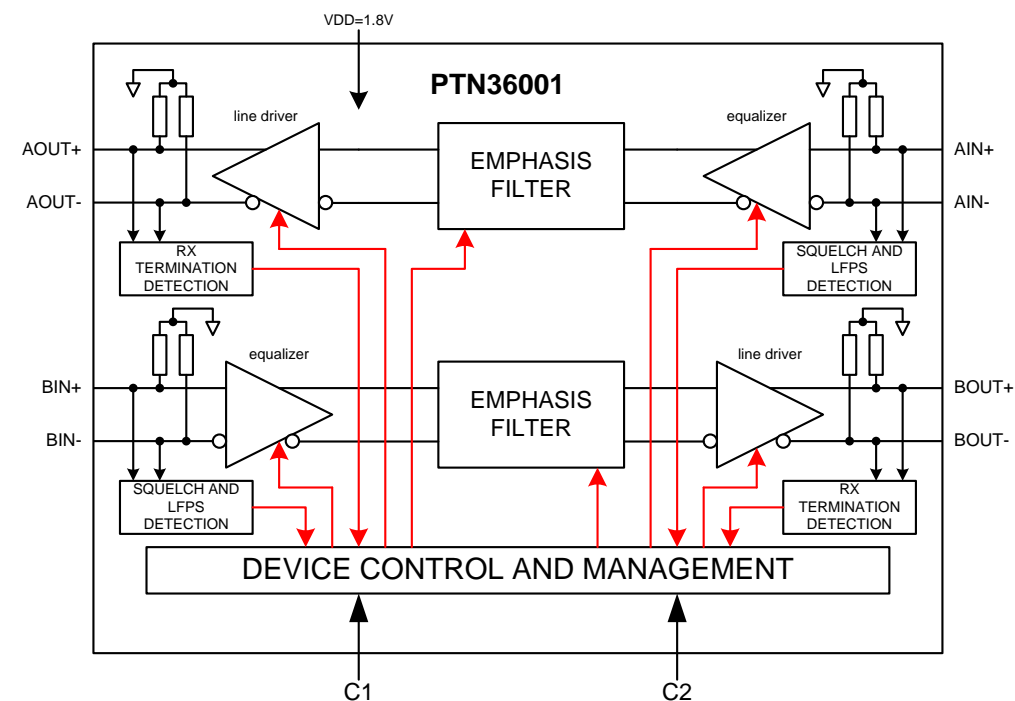 VDD=1.8V
PTN36001
line driver
equalizer
AOUT+
AIN+
EMPHASIS
FILTER
AOUT-
AIN-
RX
TERMINATION
DETECTION
SQUELCH AND
LFPS
DETECTION
equalizer
line driver
BIN+
BOUT+
EMPHASIS
FILTER
BIN-
BOUT-
SQUELCH AND
LFPS
DETECTION
RX
TERMINATION
DETECTION
DEVICE CONTROL AND MANAGEMENT
C1
C2